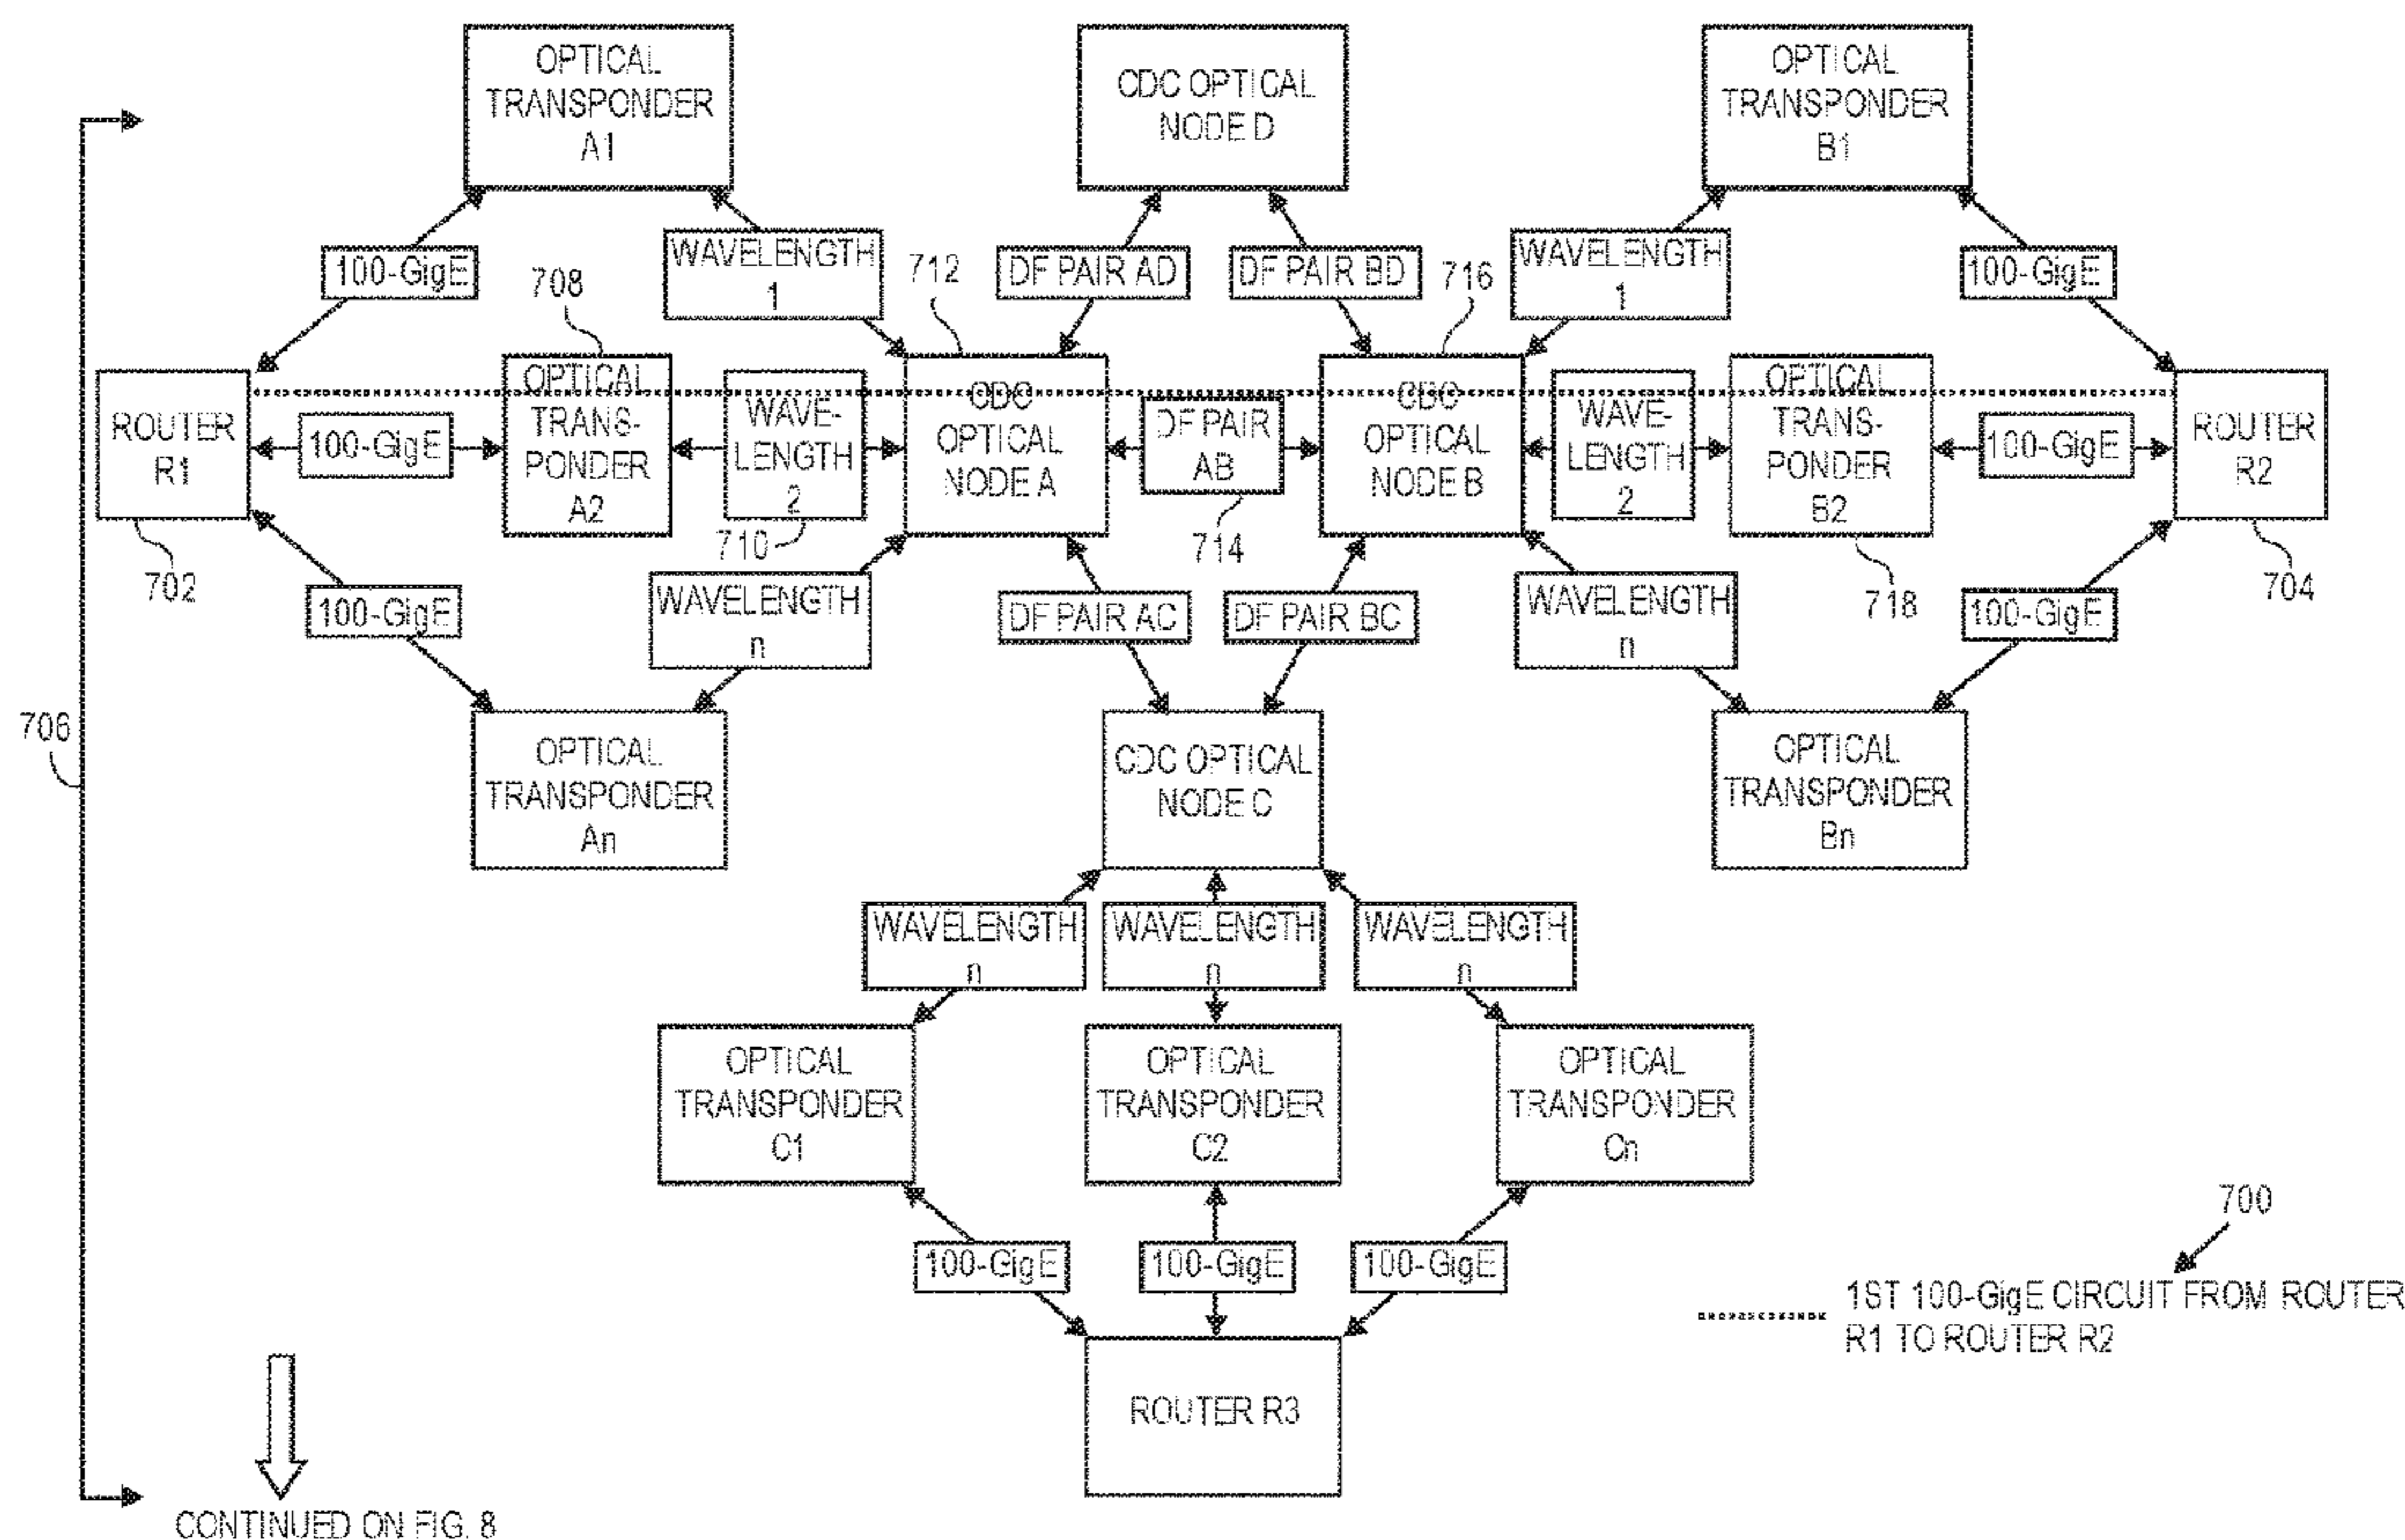 OPTICAL
TRANSPONDER
A1
CDC OPTICAL
NODE D
OPTICAL
TRANSPONDER
B1
100-GigE
WAVELENGTH
1
DF PAIR AD
DF PAIR BD
WAVELENGTH
1
100-GigE
708
712
716
ROUTER
R1
100-GigE
OPTICAL
TRANS-
PONDER
A2
WAVE-
LENGTH
2
CDC
OPTICAL
NODE A
DF PAIR
AB
CDC
OPTICAL
NODE B
WAVE-
LENGTH
2
OPTICAL
TRANS-
PONDER
B2
100-GigE
ROUTER
R2
702
710
714
718
704
100-GigE
WAVELENGTH
n
DF PAIR AC
DF PAIR BC
WAVELENGTH
n
100-GigE
706
OPTICAL
TRANSPONDER
An
CDC OPTICAL
NODE C
OPTICAL
TRANSPONDER
Bn
WAVELENGTH
n
WAVELENGTH
n
WAVELENGTH
n
OPTICAL
TRANSPONDER
C1
OPTICAL
TRANSPONDER
C2
OPTICAL
TRANSPONDER
Cn
100-GigE
100-GigE
100-GigE
700
1ST 100-GigE CIRCUIT FROM ROUTER
R1 TO ROUTER R2
ROUTER R3
CONTINUED ON FIG. 8